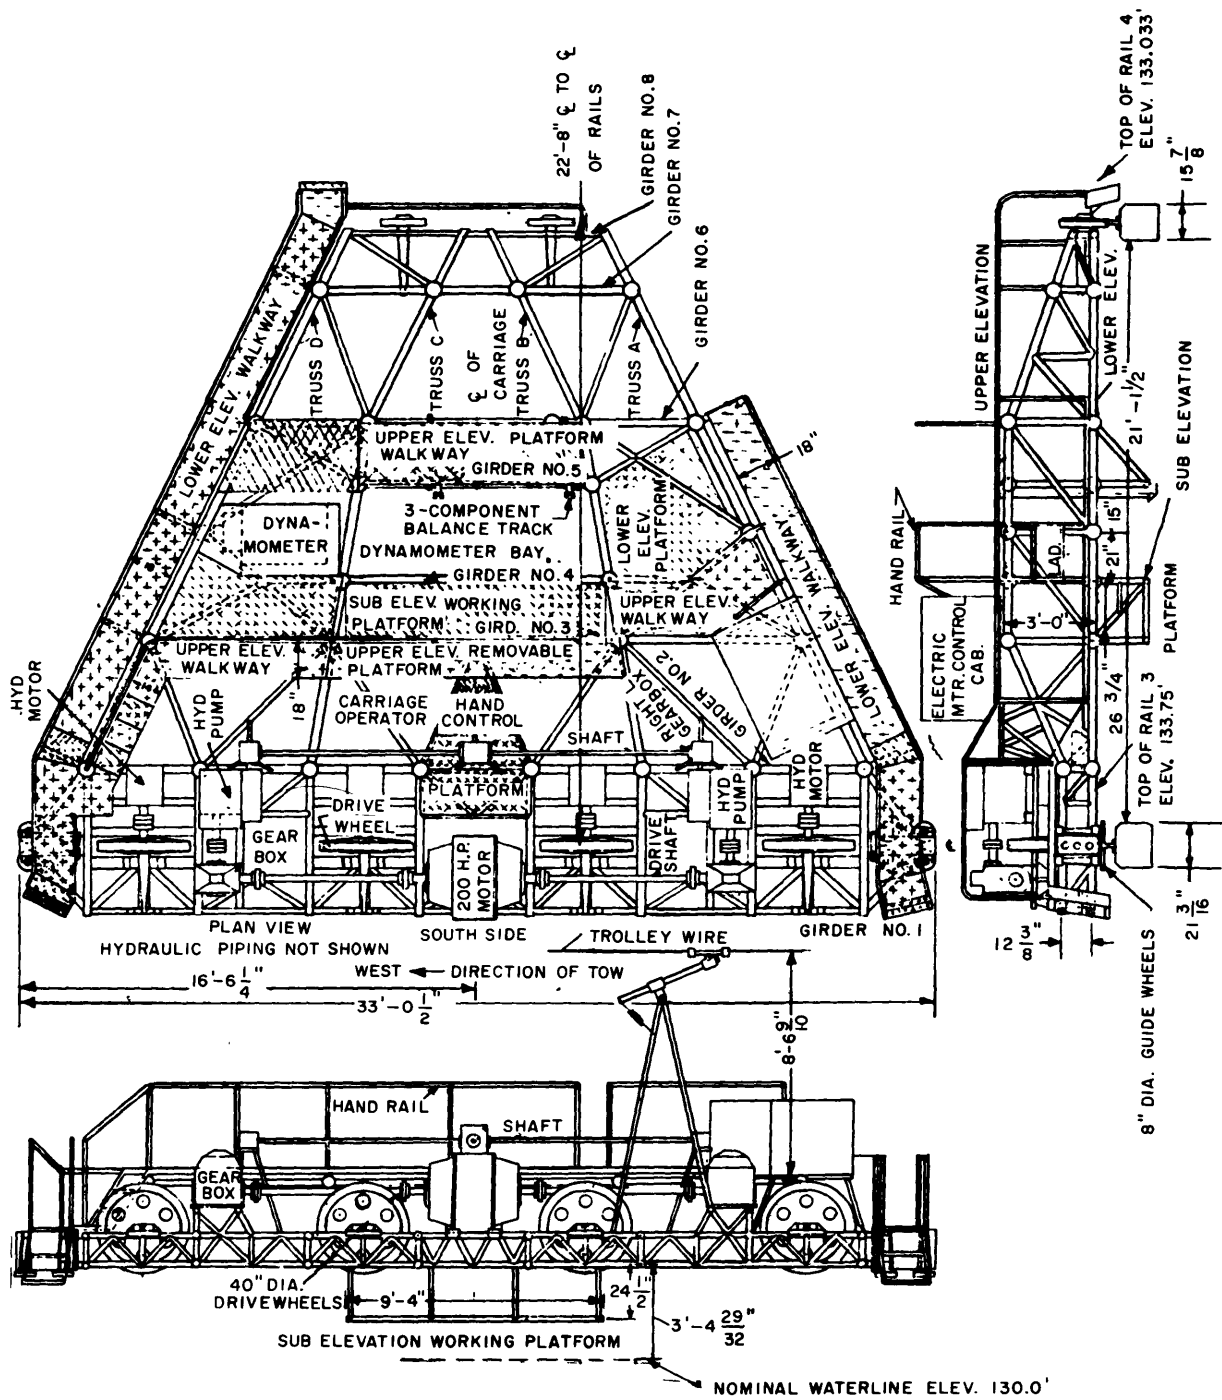 22'-8" ℄ TO ℄
OF RAILS
GIRDER NO.8
GIRDER NO.7
GIRDER NO.6
TOP OF RAIL 4
ELEV. 133.033'
15 7/8"
UPPER ELEVATION
LOWER ELEV.
21'-1/2"
SUB ELEVATION
PLATFORM
LOWER ELEV. WALKWAY
TRUSS D
TRUSS C
℄ OF
CARRIAGE
TRUSS B
TRUSS A
18"
UPPER ELEV. PLATFORM
WALKWAY
GIRDER NO.5
3-COMPONENT
BALANCE TRACK
DYNA-
MOMETER
DYNAMOMETER BAY
LOWER
ELEV.
PLATFORM
GIRDER NO.4
SUB ELEV. WORKING
PLATFORM
GIRD. NO.3
UPPER ELEV.
WALKWAY
LOWER ELEV. WALKWAY
HAND RAIL
15"
LAD.
21"
3'-0"
ELECTRIC
MTR.CONTROL
CAB.
26 3/4"
TOP OF RAIL 3
ELEV. 133.75'
UPPER ELEV.
WALKWAY
UPPER ELEV. REMOVABLE
PLATFORM
18"
HYD
MOTOR
HYD
PUMP
CARRIAGE
OPERATOR
HAND
CONTROL
SHAFT
RIGHT L
GEARBOX
GIRDER NO.2
LOWER ELEV. WALKWAY
PLATFORM
HYD
PUMP
HYD
MOTOR
DRIVE
WHEEL
GEAR
BOX
200 H.P.
MOTOR
DRIVE
SHAFT
21 3/16"
12 3/8"
8" DIA. GUIDE WHEELS
PLAN VIEW
HYDRAULIC PIPING NOT SHOWN
SOUTH SIDE
TROLLEY WIRE
GIRDER NO.1
WEST ← DIRECTION OF TOW
16'-6 1/4"
33'-0 1/2"
8'-6 9/10"
HAND RAIL
SHAFT
GEAR
BOX
40" DIA.
DRIVEWHEELS
9'-4"
24 1/2"
SUB ELEVATION WORKING PLATFORM
3'-4 29/32"
NOMINAL WATERLINE ELEV. 130.0'